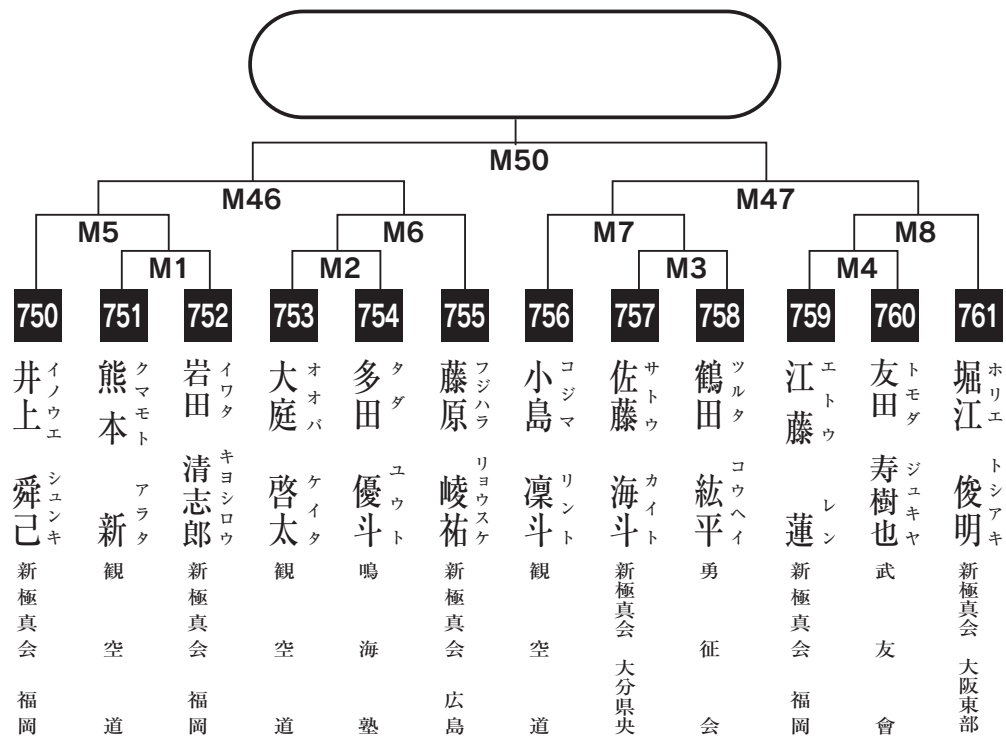 M50
M46
M47
M5
M6
M7
M8
M1
M2
M3
M4
750
751
752
753
754
755
756
757
758
759
760
761
井上 舜己
イノウエ シュンキ
新極真会 福岡
熊本 新
クマモト アラタ
観空道
岩田 清志郎
イワタ キヨシロウ
新極真会 福岡
大庭 啓太
オオバ ケイタ
観空道
多田 優斗
タダ ユウト
鳴海塾
藤原 崚祐
フジハラ リョウスケ
新極真会 広島
小島 凜斗
コジマ リント
観空道
佐藤 海斗
サトウ カイト
新極真会 大分県央
鶴田 紘平
ツルタ コウヘイ
勇征会
江藤 蓮
エトウ レン
新極真会 福岡
友田 寿樹也
トモダ ジュキヤ
武友會
堀江 俊明
ホリエ トシアキ
新極真会 大阪東部